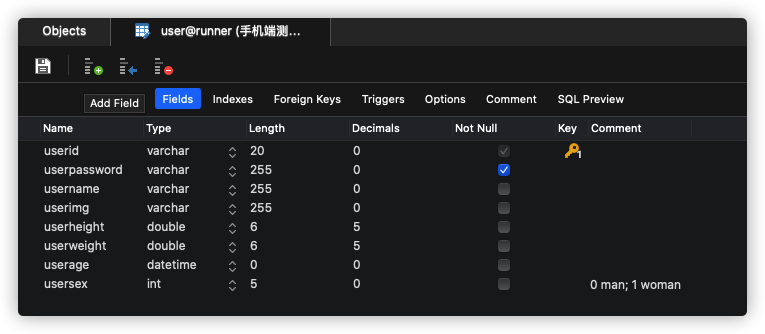 Objects user@runner (手机端测...
Add Field Fields Indexes Foreign Keys Triggers Options Comment SQL Preview
Name Type Length Decimals Not Null Key Comment
userid varchar 20 0 1
userpassword varchar 255 0
username varchar 255 0
userimg varchar 255 0
userheight double 6 5
userweight double 6 5
userage datetime 0 0
usersex int 5 0 0 man; 1 woman